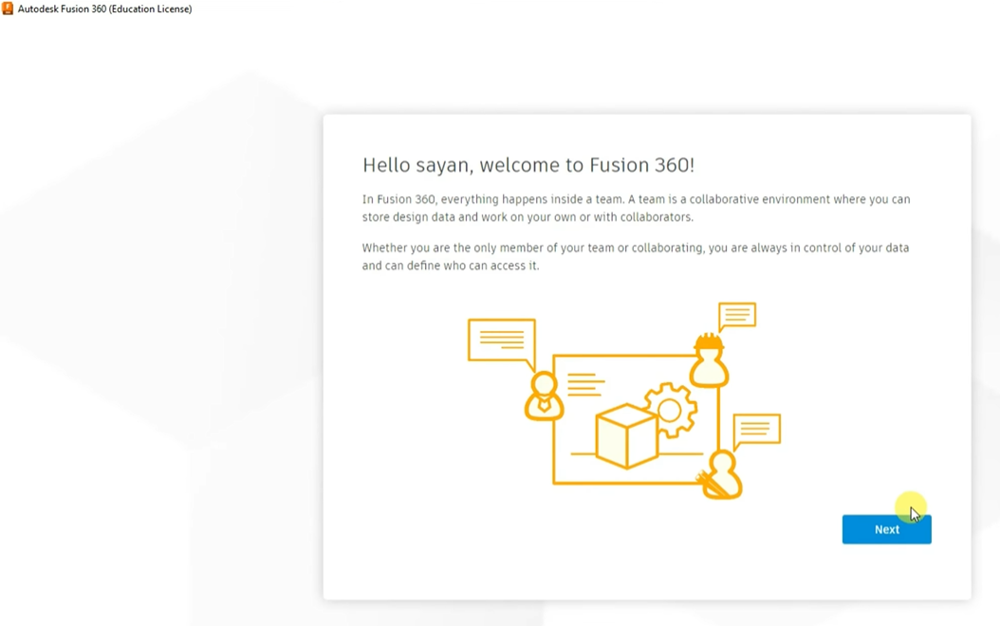 Autodesk Fusion 360 (Education License)
Hello sayan, welcome to Fusion 360!
In Fusion 360, everything happens inside a team. A team is a collaborative environment where you can
store design data and work on your own or with collaborators.
Whether you are the only member of your team or collaborating, you are always in control of your data
and can define who can access it.
Next